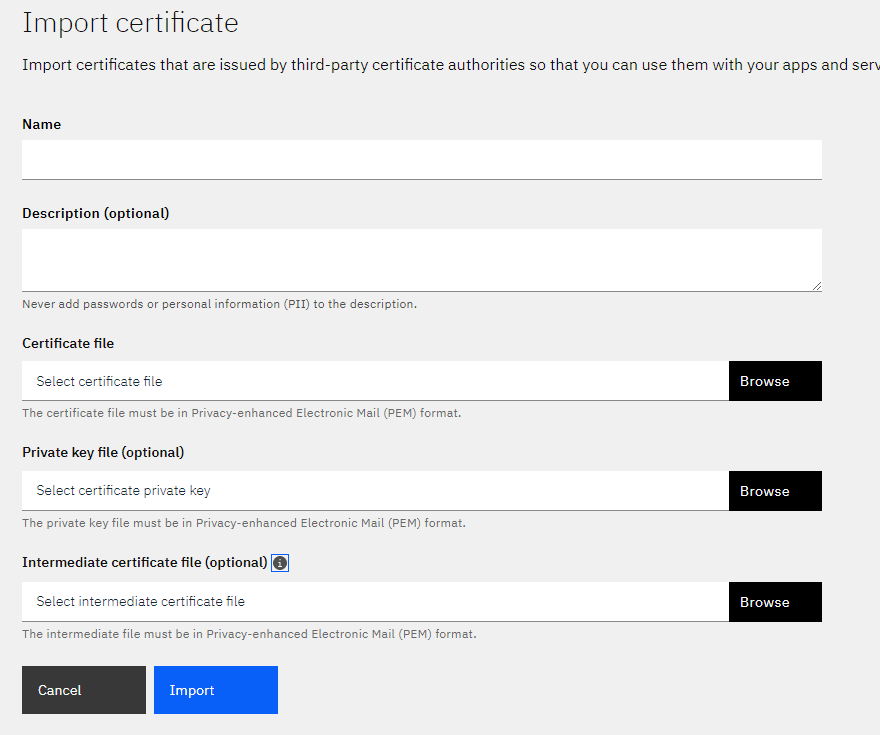 Import certificate
Import certificates that are issued by third-party certificate authorities so that you can use them with your apps and serv
Name
Description (optional)
Never add passwords or personal information (PII) to the description.
Certificate file
Select certificate file
Browse
The certificate file must be in Privacy-enhanced Electronic Mail (PEM) format.
Private key file (optional)
Select certificate private key
Browse
The private key file must be in Privacy-enhanced Electronic Mail (PEM) format.
Intermediate certificate file (optional)
Select intermediate certificate file
Browse
The intermediate file must be in Privacy-enhanced Electronic Mail (PEM) format.
Cancel
Import